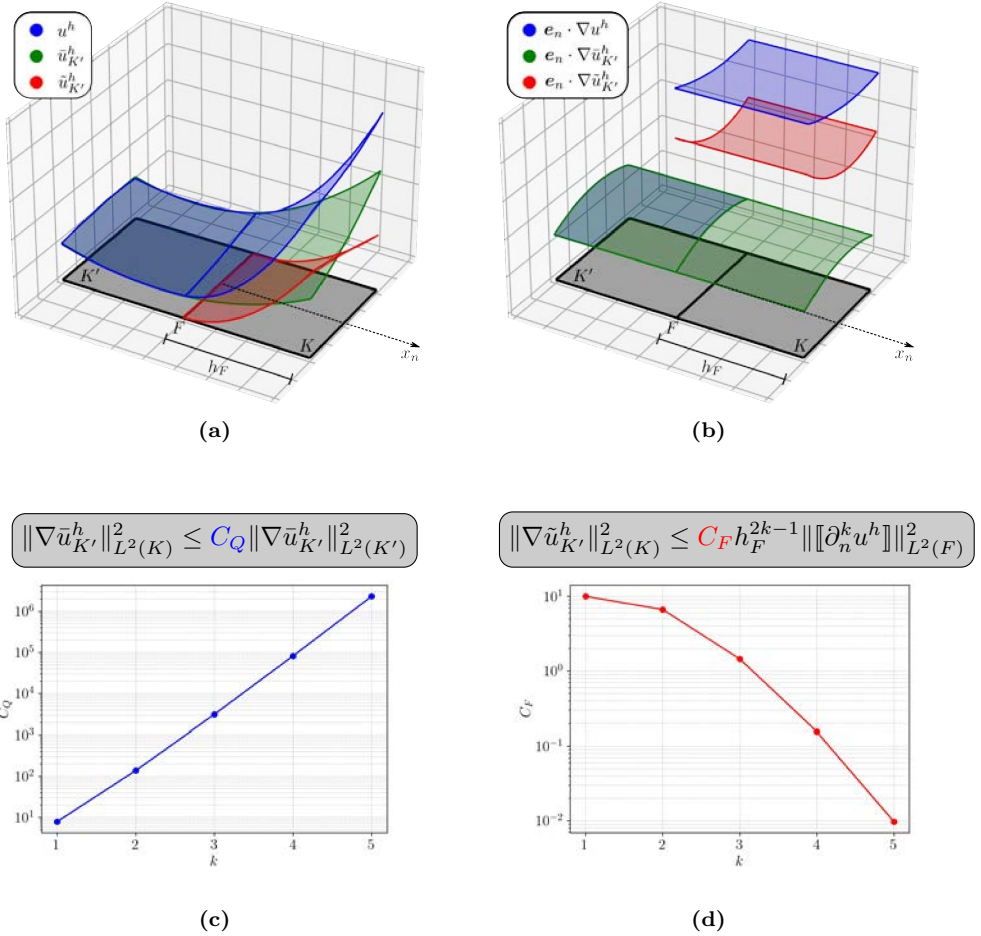 u^h
ū^h_{K'}
ũ^h_{K'}
K'
F
K
x_n
h_F
(a)
e_n · ∇u^h
e_n · ∇ū^h_{K'}
e_n · ∇ũ^h_{K'}
K'
F
K
x_n
h_F
(b)
‖∇ū^h_{K'}‖²_{L²(K)} ≤ C_Q‖∇ū^h_{K'}‖²_{L²(K')}
10^6
10^5
10^4
10^3
10^2
10^1
C_Q
1 2 3 4 5
k
(c)
‖∇ũ^h_{K'}‖²_{L²(K)} ≤ C_F h_F^{2k−1}‖⟦∂_n^k u^h⟧‖²_{L²(F)}
10^1
10^0
10^{−1}
10^{−2}
C_F
1 2 3 4 5
k
(d)